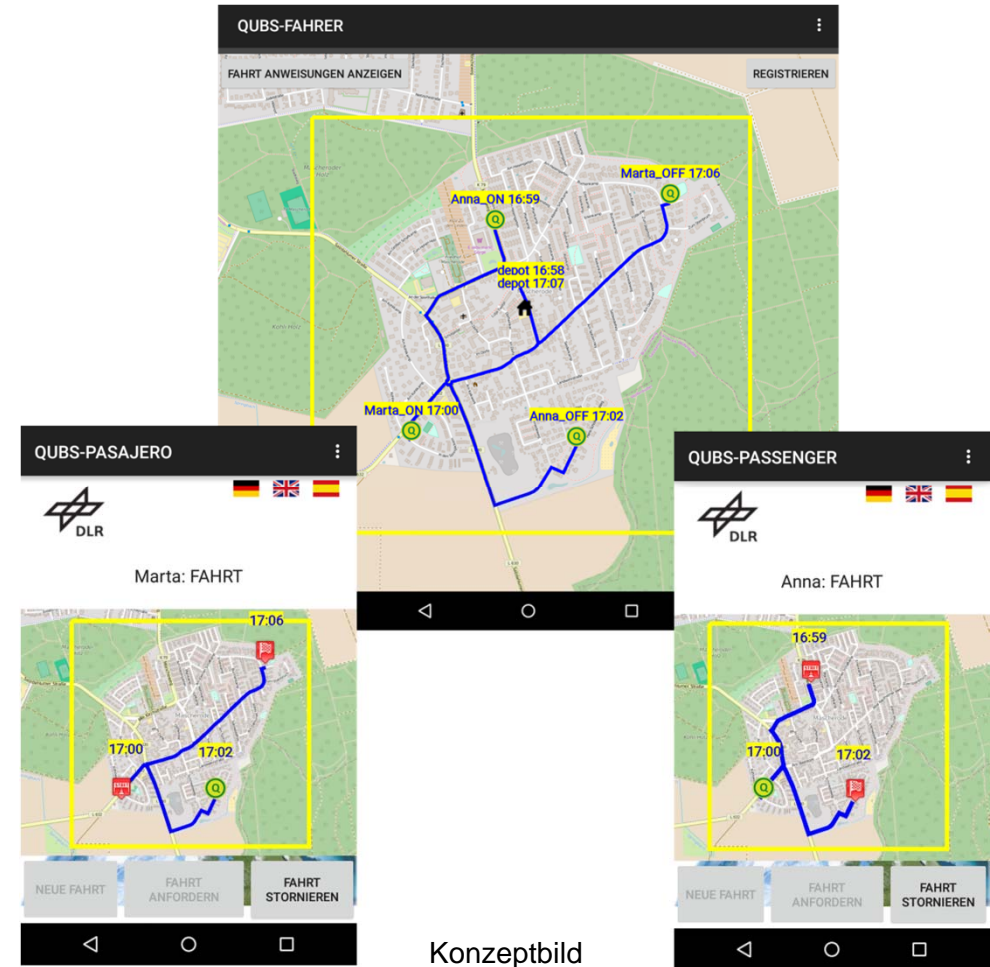 QUBS-FAHRER
FAHRT ANWEISUNGEN ANZEIGEN
REGISTRIEREN
Marta_OFF 17:06
Anna_ON 16:59
depot 16:58
depot 17:07
Marta_ON 17:00
Anna_OFF 17:02
QUBS-PASAJERO
DLR
Marta: FAHRT
17:06
17:00
17:02
NEUE FAHRT
FAHRT
ANFORDERN
FAHRT
STORNIEREN
QUBS-PASSENGER
DLR
Anna: FAHRT
16:59
17:00
17:02
NEUE FAHRT
FAHRT
ANFORDERN
FAHRT
STORNIEREN
Konzeptbild